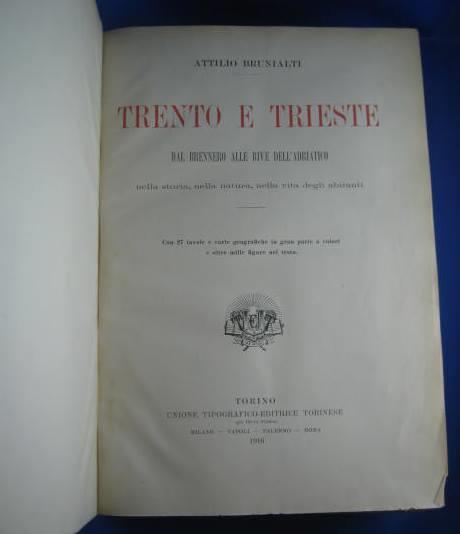 ATTILIO BRUNIALTI
TRENTO E TRIESTE
DAL BRENNERO ALLE RIVE DELL'ADRIATICO
nella storia, nella natura, nella vita degli abitanti
Con 27 tavole e carte geografiche in gran parte a colori
e oltre mille figure nel testo.
TORINO
UNIONE TIPOGRAFICO-EDITRICE TORINESE
MILANO — NAPOLI — PALERMO — ROMA
1916